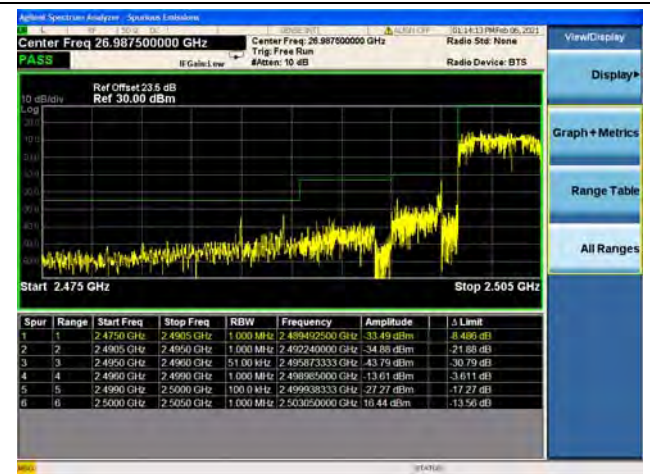 Agilent Spectrum Analyzer - Spurious Emissions
RF 50 Ω DC SENSE:INT ALIGN OFF 01:14:13 PM Feb 06, 2021
Center Freq 26.987500000 GHz Center Freq: 26.987500000 GHz Radio Std: None
Trig: Free Run
PASS IFGain:Low #Atten: 10 dB Radio Device: BTS
View/Display
Display
Graph + Metrics
Range Table
All Ranges
Ref Offset 23.5 dB
10 dB/div Ref 30.00 dBm
Log
Start 2.475 GHz Stop 2.505 GHz
Spur Range Start Freq Stop Freq RBW Frequency Amplitude Δ Limit
1 1 2.4750 GHz 2.4905 GHz 1.000 MHz 2.489492500 GHz -33.49 dBm -8.486 dB
2 2 2.4905 GHz 2.4950 GHz 1.000 MHz 2.492240000 GHz -34.88 dBm -21.88 dB
3 3 2.4950 GHz 2.4960 GHz 51.00 kHz 2.495873333 GHz -43.79 dBm -30.79 dB
4 4 2.4960 GHz 2.4990 GHz 1.000 MHz 2.498985000 GHz -13.61 dBm -3.611 dB
5 5 2.4990 GHz 2.5000 GHz 100.0 kHz 2.499938333 GHz -27.27 dBm -17.27 dB
6 6 2.5000 GHz 2.5050 GHz 1.000 MHz 2.503050000 GHz 16.44 dBm -13.56 dB
MSG STATUS